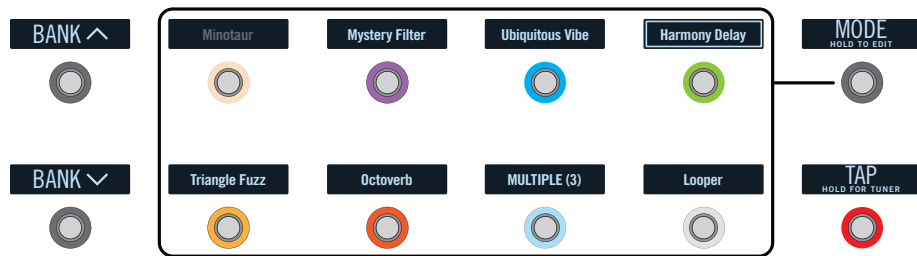 BANK
Minotaur
Mystery Filter
Ubiquitous Vibe
Harmony Delay
MODE
HOLD TO EDIT
BANK
Triangle Fuzz
Octoverb
MULTIPLE (3)
Looper
TAP
HOLD FOR TUNER